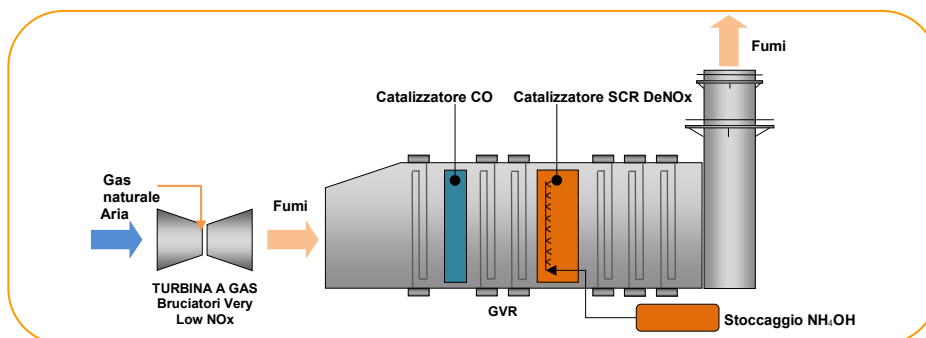 Fumi
Catalizzatore CO
Catalizzatore SCR DeNOx
Gas
naturale
Aria
Fumi
TURBINA A GAS
Bruciatori Very
Low NOx
GVR
Stoccaggio NH₄OH